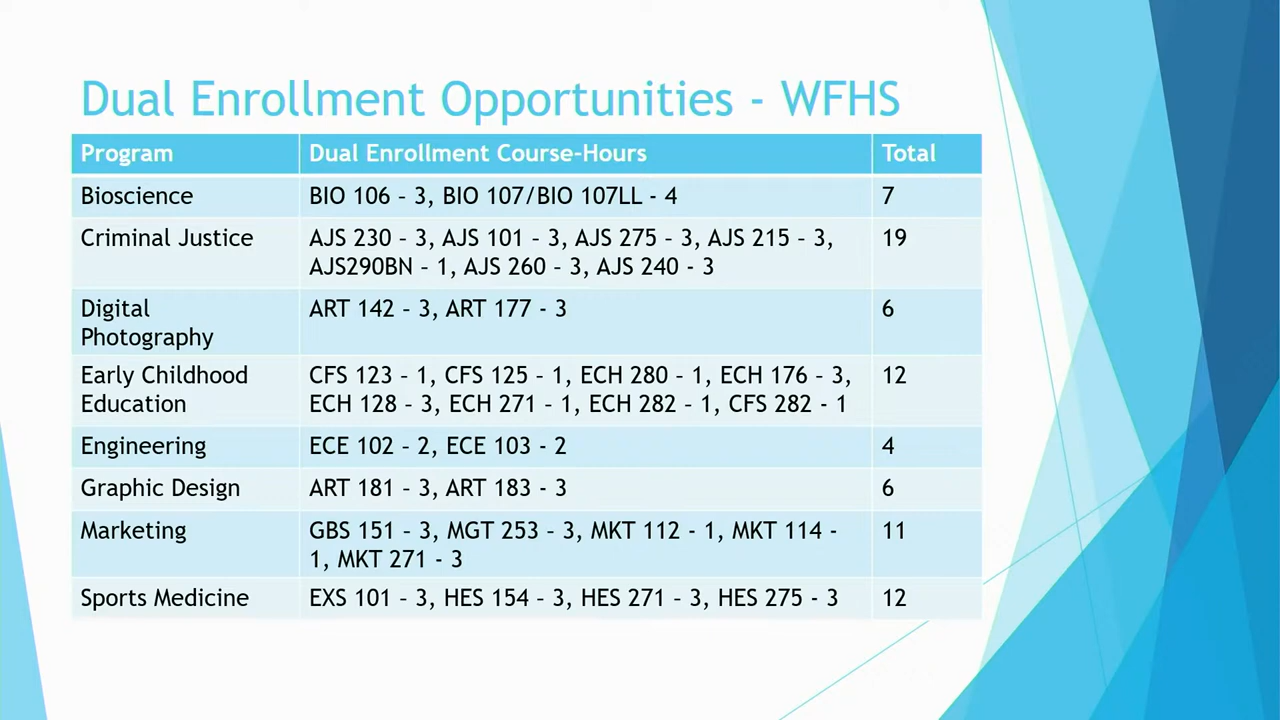 Dual Enrollment Opportunities - WFHS
Program Dual Enrollment Course-Hours Total
Bioscience BIO 106 – 3, BIO 107/BIO 107LL - 4 7
Criminal Justice AJS 230 – 3, AJS 101 – 3, AJS 275 – 3, AJS 215 – 3, 19
AJS290BN – 1, AJS 260 – 3, AJS 240 - 3
Digital ART 142 – 3, ART 177 - 3 6
Photography
Early Childhood CFS 123 – 1, CFS 125 – 1, ECH 280 – 1, ECH 176 – 3, 12
Education ECH 128 – 3, ECH 271 – 1, ECH 282 – 1, CFS 282 - 1
Engineering ECE 102 – 2, ECE 103 - 2 4
Graphic Design ART 181 – 3, ART 183 - 3 6
Marketing GBS 151 – 3, MGT 253 – 3, MKT 112 - 1, MKT 114 - 11
1, MKT 271 - 3
Sports Medicine EXS 101 – 3, HES 154 – 3, HES 271 – 3, HES 275 - 3 12